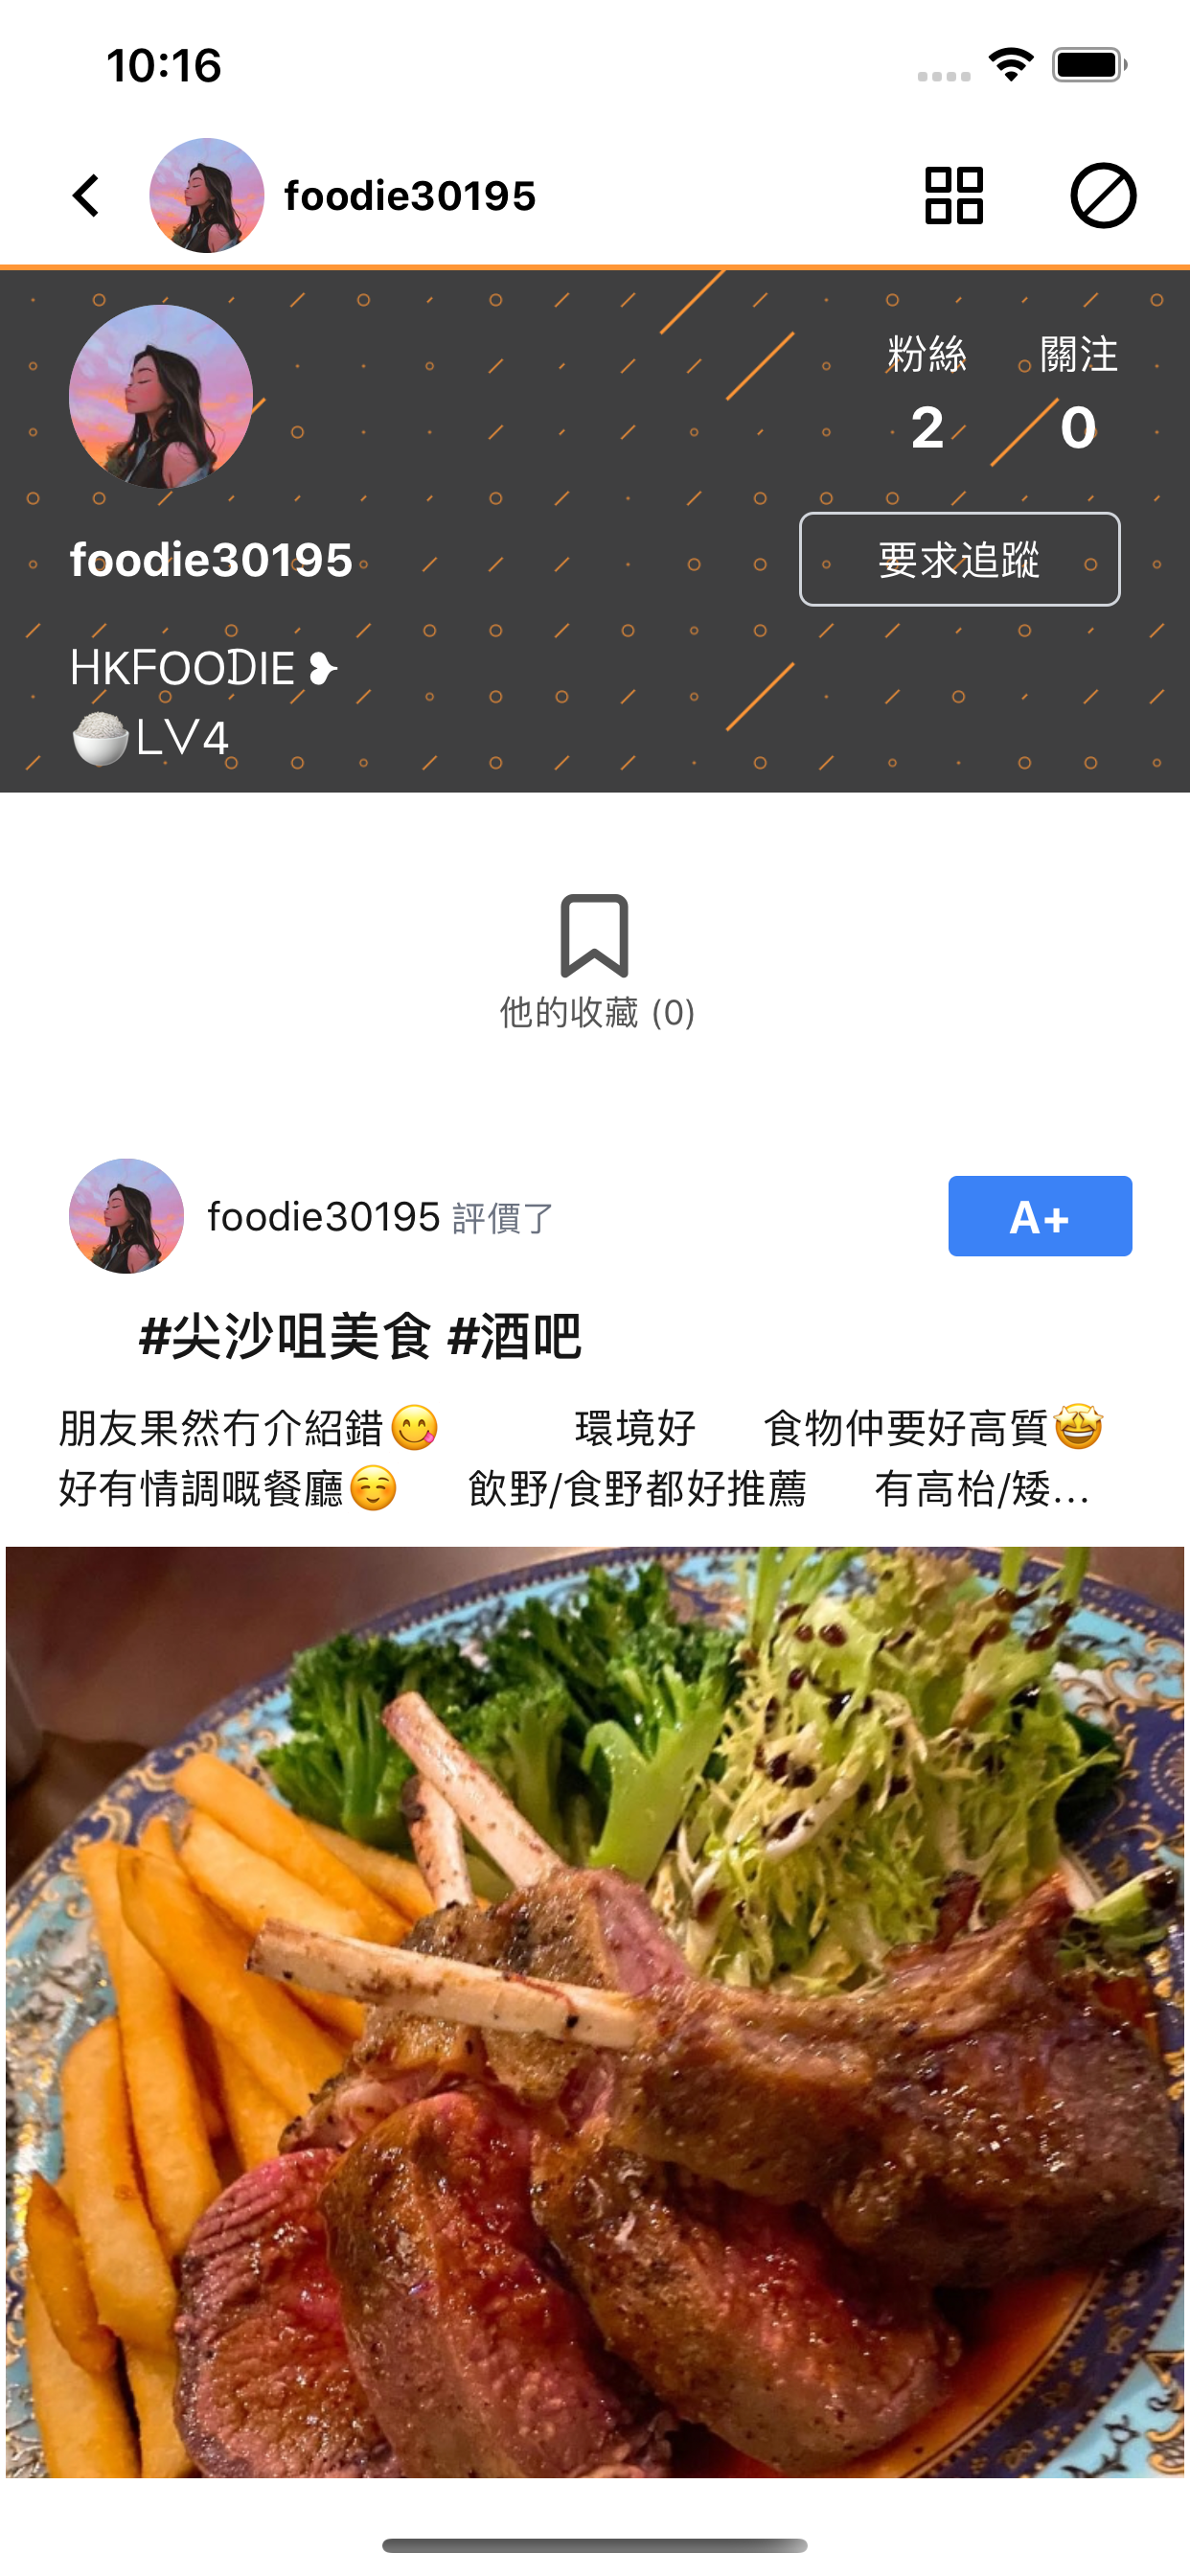 10:16
foodie30195
粉絲 關注
2 0
foodie30195
要求追蹤
HKFOODIE ❥
🍚LV4
他的收藏 (0)
foodie30195 評價了
A+
#尖沙咀美食 #酒吧
朋友果然冇介紹錯😋 環境好 食物仲要好高質🤩
好有情調嘅餐廳☺️ 飲野/食野都好推薦 有高枱/矮...